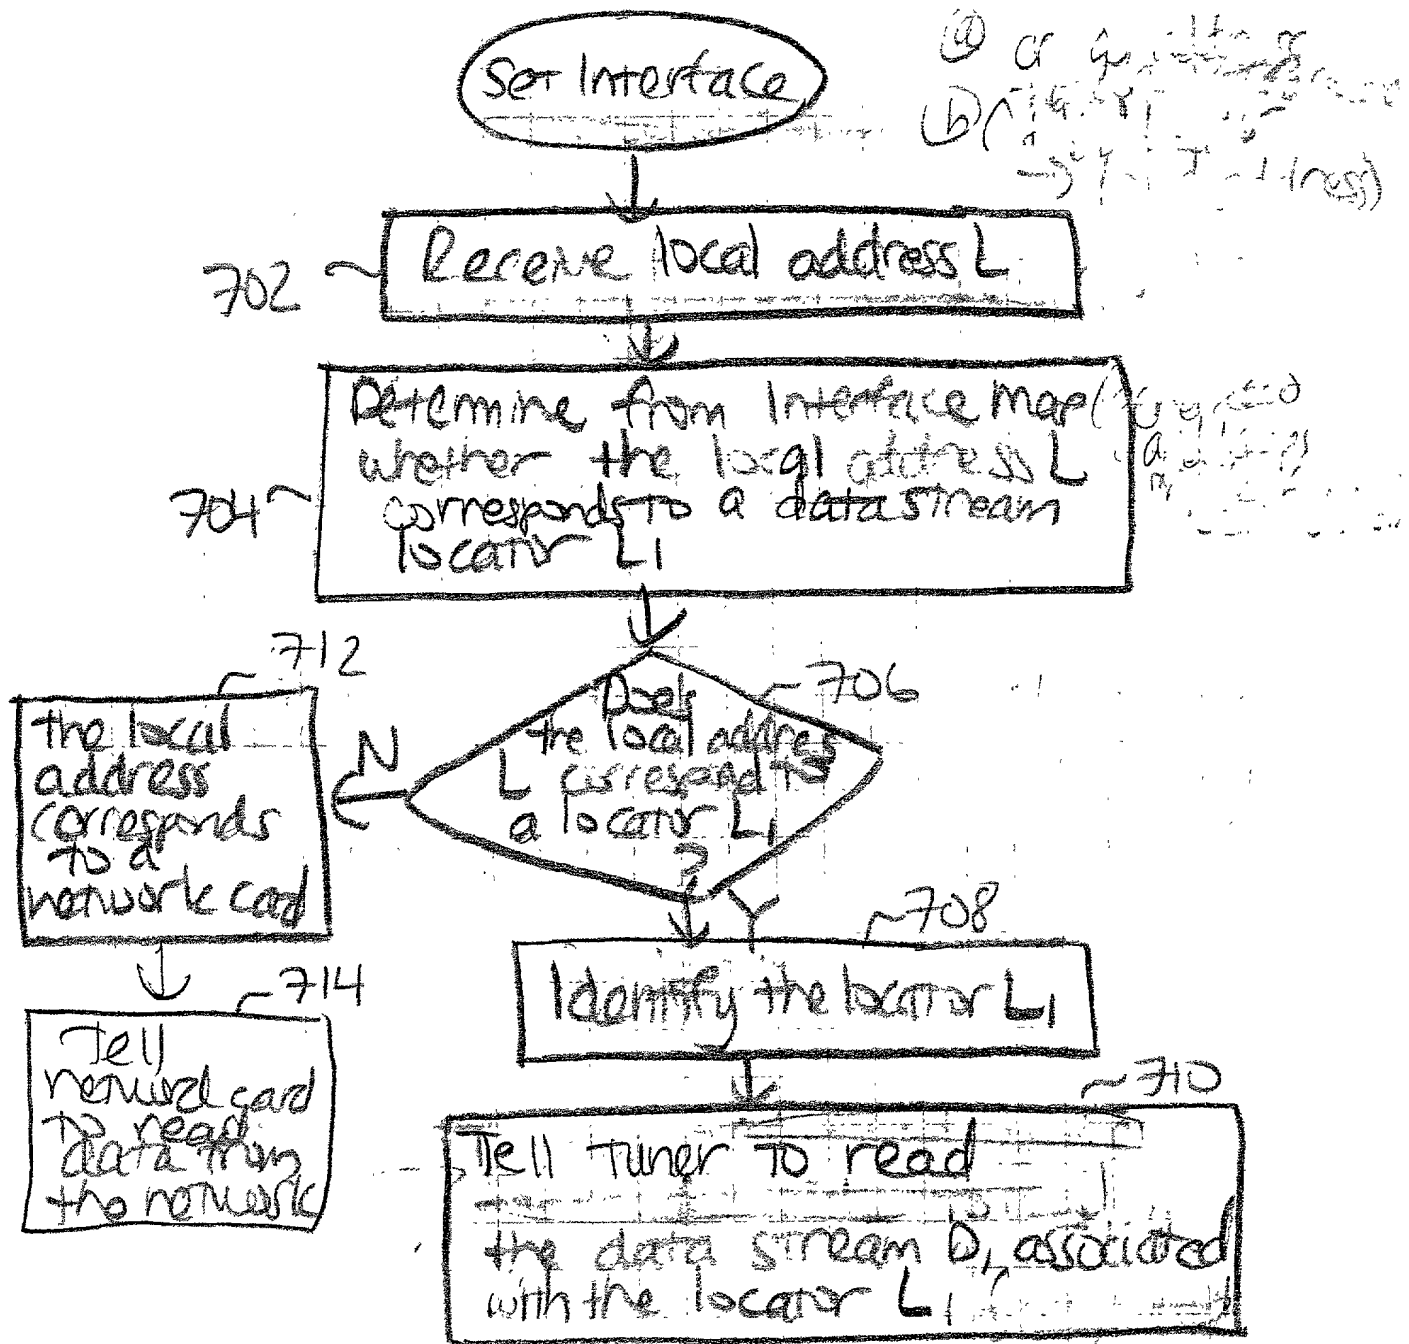 Set Interface
702
Receive local address L
704
Determine from Interface Map
whether the local address L
corresponds to a data stream
locator L1
706
Does
the local address
L correspond to
a locator L1
?
N
Y
712
the local
address
corresponds
to a
network card
714
Tell
network card
to read
data from
the network
708
Identify the locator L1
710
Tell tuner to read
the data stream D1 associated
with the locator L1
(a)
(b)